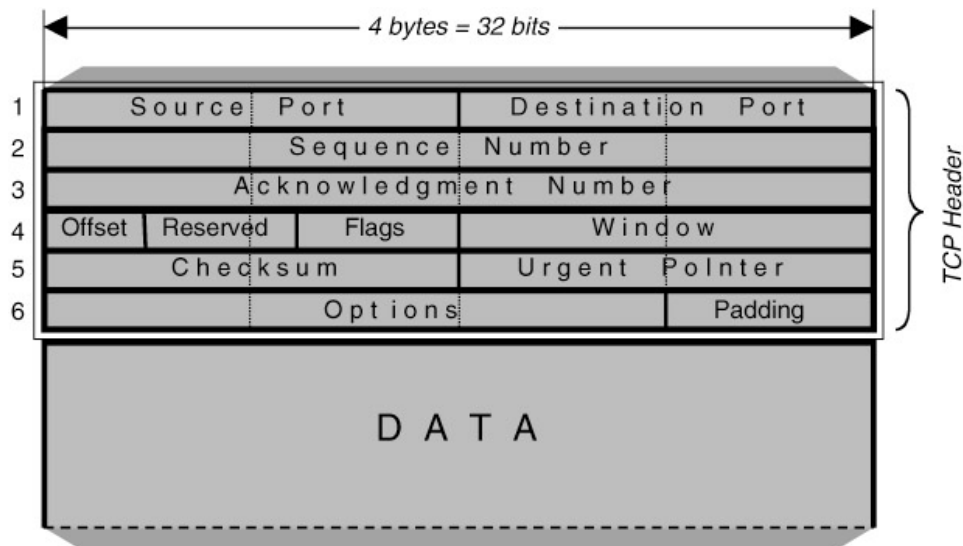 4 bytes = 32 bits
1 Source Port Destination Port
2 Sequence Number
3 Acknowledgment Number
4 Offset Reserved Flags Window
5 Checksum Urgent Pointer
6 Options Padding
TCP Header
DATA